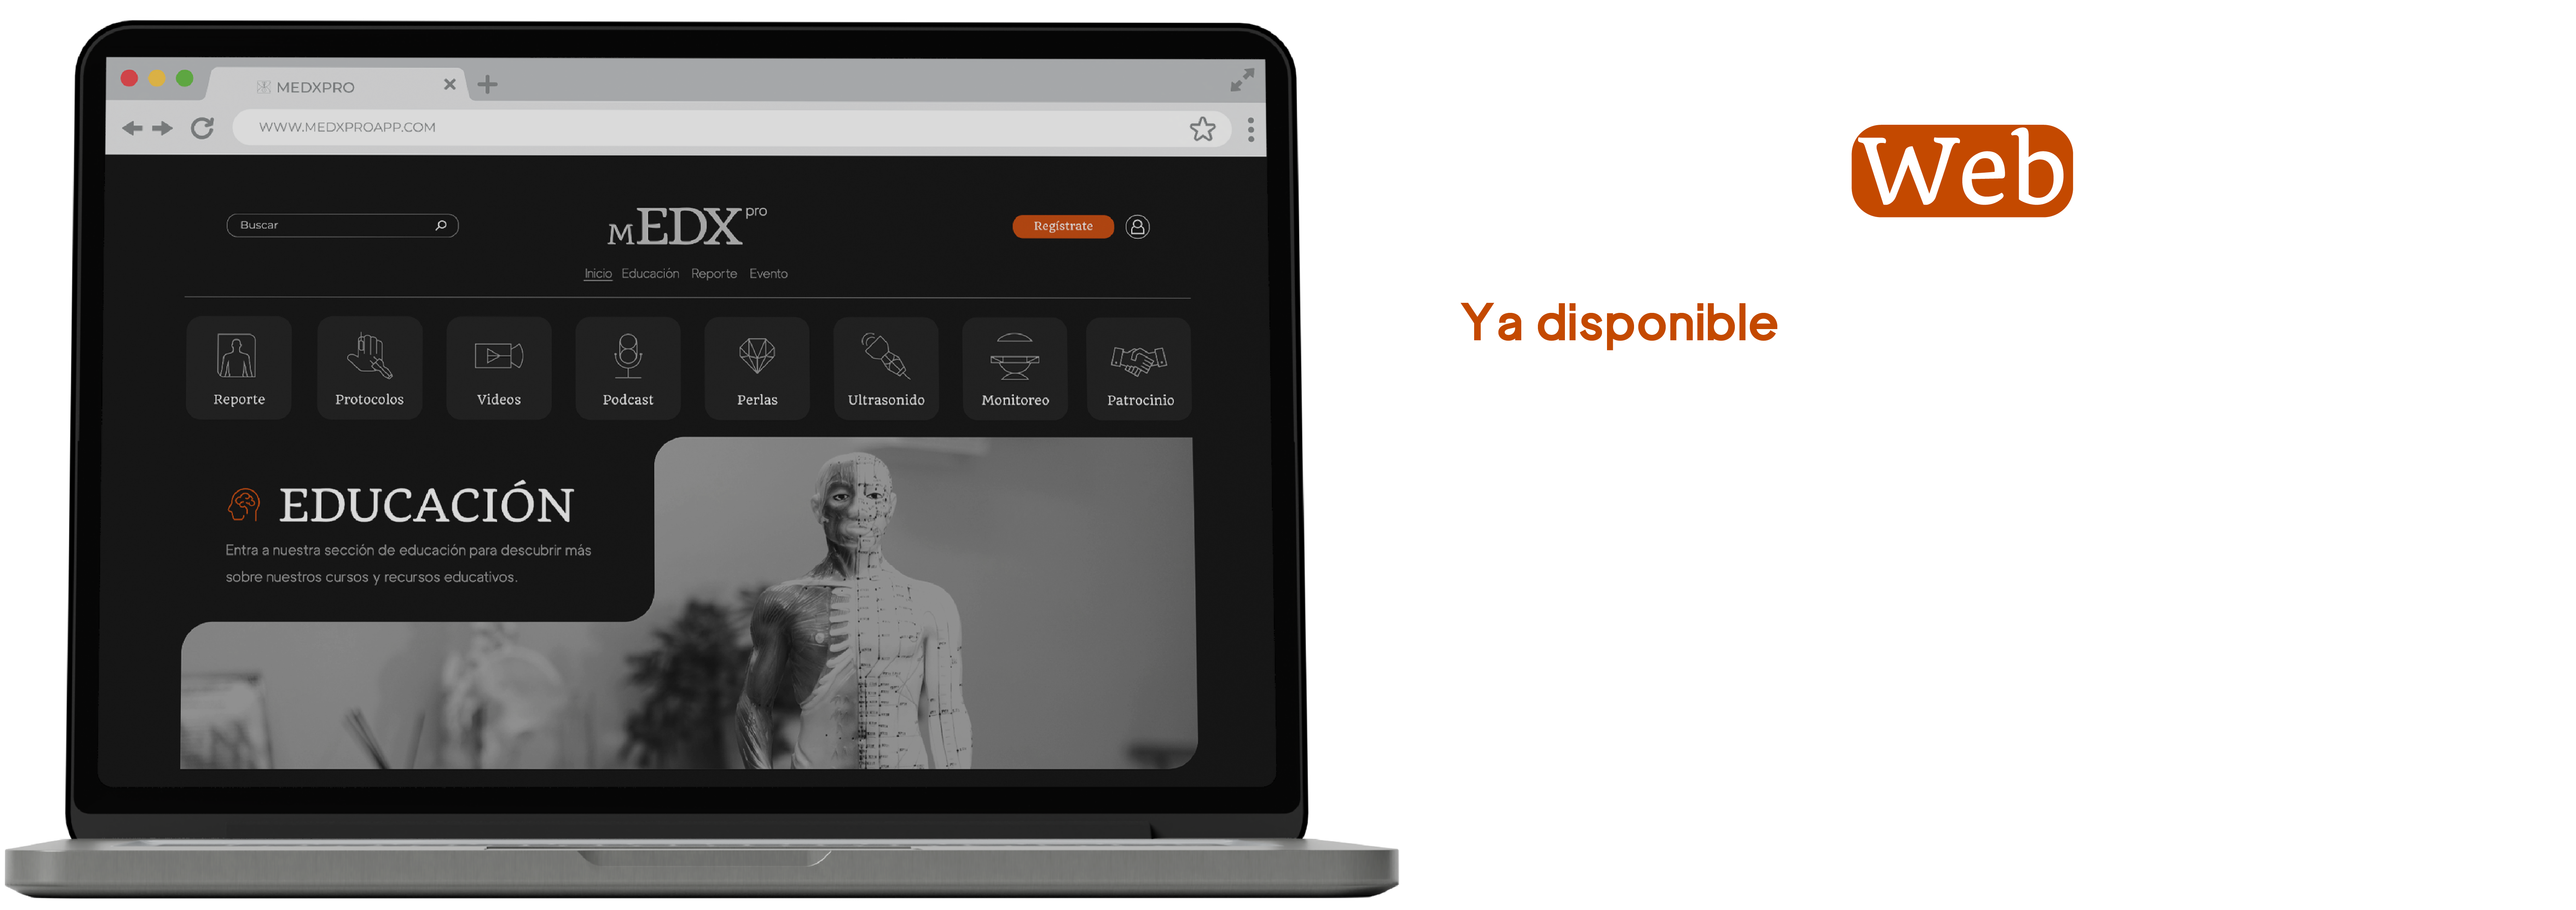 MEDXPRO
WWW.MEDXPROAPP.COM
Buscar
MEDX pro
Regístrate
Inicio Educación Reporte Evento
Reporte Protocolos Videos Podcast Perlas Ultrasonido Monitoreo Patrocinio
EDUCACIÓN
Entra a nuestra sección de educación para descubrir más
sobre nuestros cursos y recursos educativos.
Web
Ya disponible